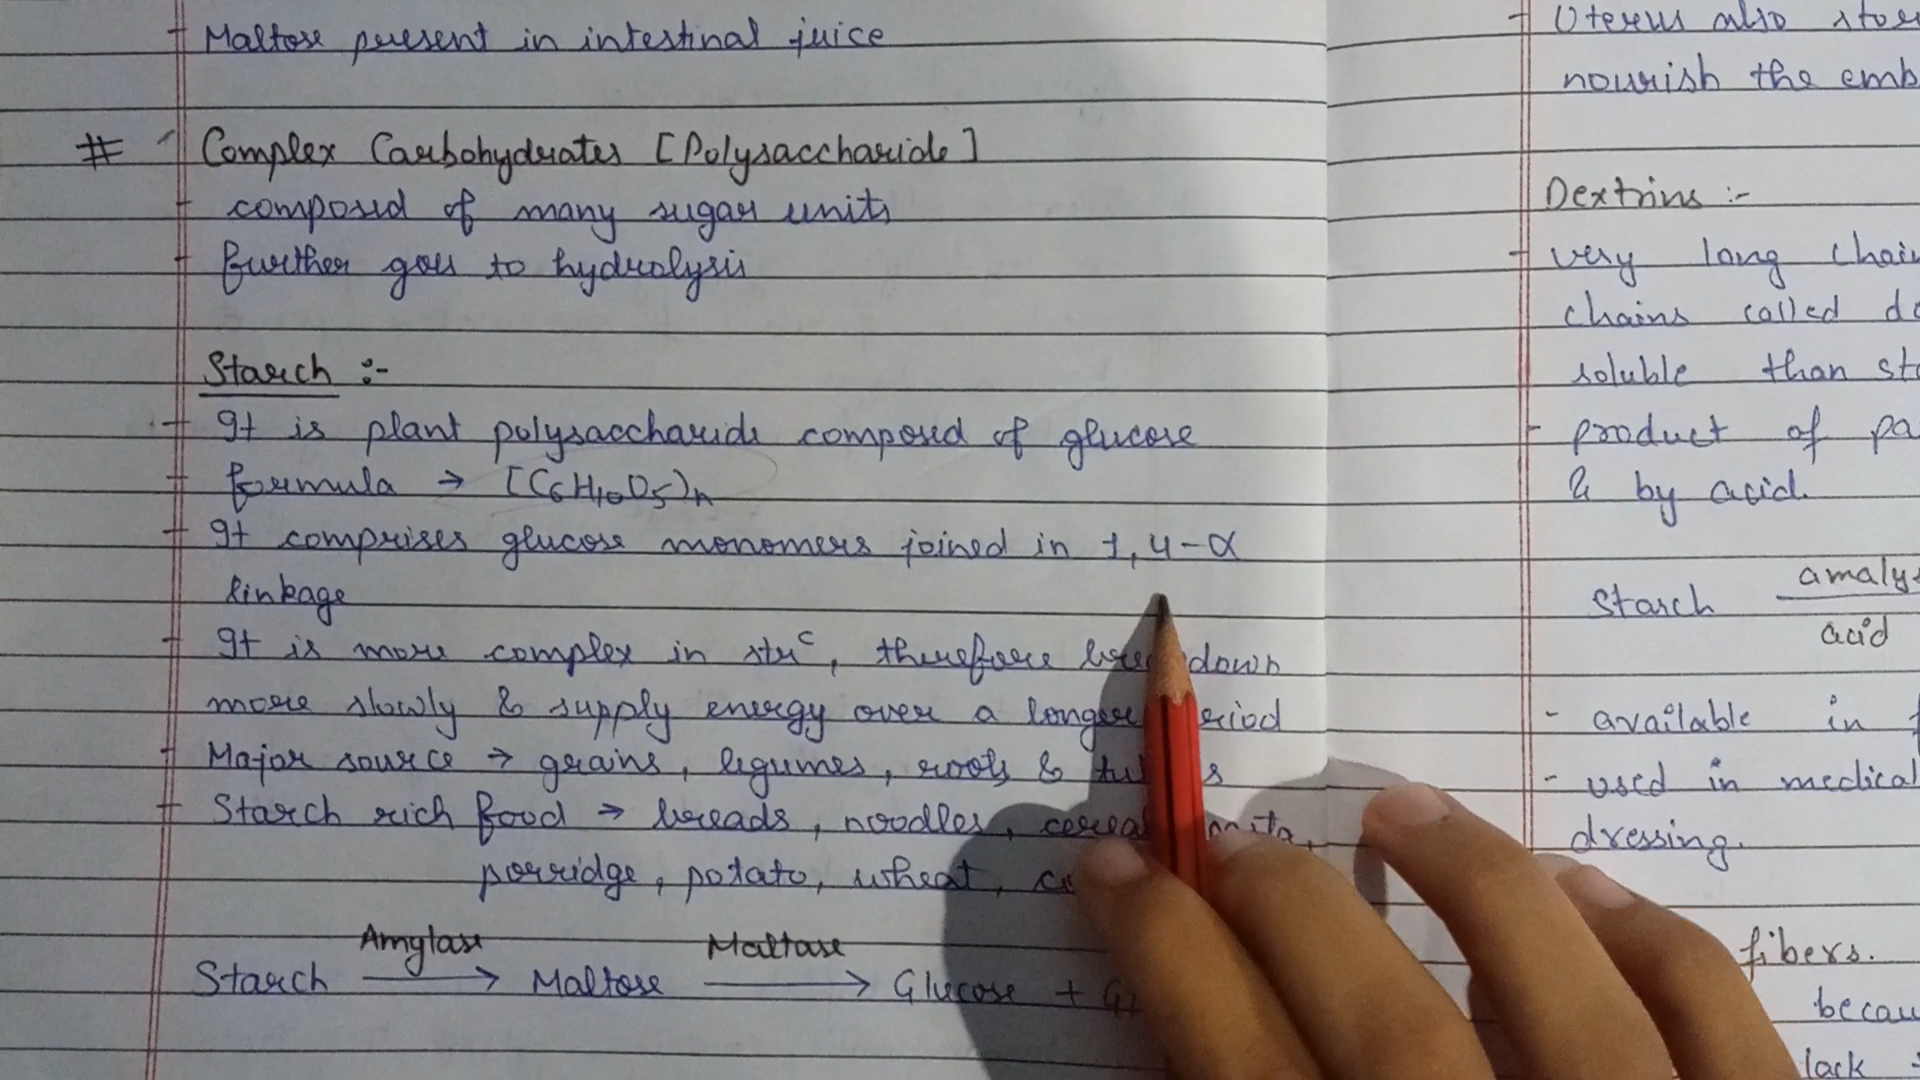 Maltose present in intestinal juice
# Complex Carbohydrates [Polysaccharide]
composed of many sugar units
further goes to hydrolysis
Starch :-
It is plant polysaccharide composed of glucose
formula → [C6H10O5)n
It comprises glucose monomers joined in 1,4-α
linkage
It is more complex in strc, therefore down
more slowly & supply energy over a longer
Major source → grains, legumes, roots &
Starch rich food → breads, noodles,
porridge, potato, wheat,
Amylase Maltase
Starch → Maltose → Glucose +
Uterus also
nourish the
Dextrins :-
- very long
chains called
soluble than
- product of
& by acid.
Starch
acid
- available in
- used in medical
dressing.
fibers.
lack